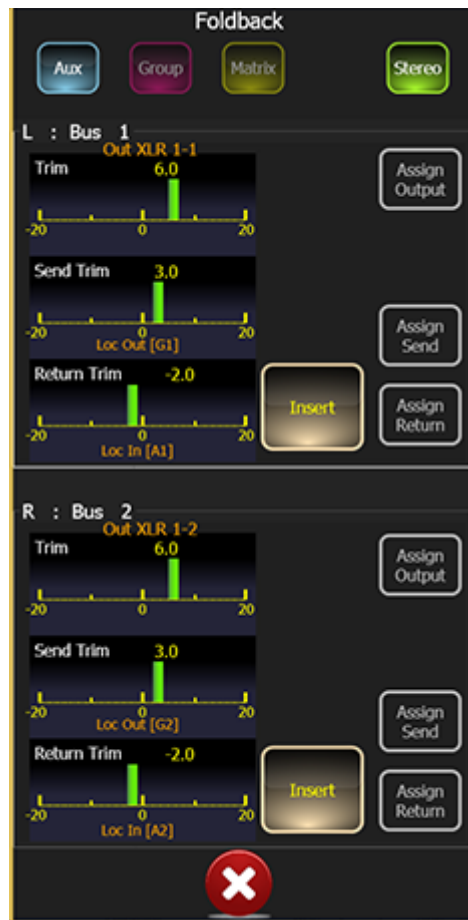 Foldback
Aux Group Matrix Stereo
L : Bus 1
Out XLR 1-1
Trim 6.0
Assign
Output
-20 0 20
Send Trim 3.0
-20 0 20
Loc Out [G1]
Assign
Send
Return Trim -2.0
Insert
Assign
Return
-20 0 20
Loc In [A1]
R : Bus 2
Out XLR 1-2
Trim 6.0
Assign
Output
-20 0 20
Send Trim 3.0
-20 0 20
Loc Out [G2]
Assign
Send
Return Trim -2.0
Insert
Assign
Return
-20 0 20
Loc In [A2]